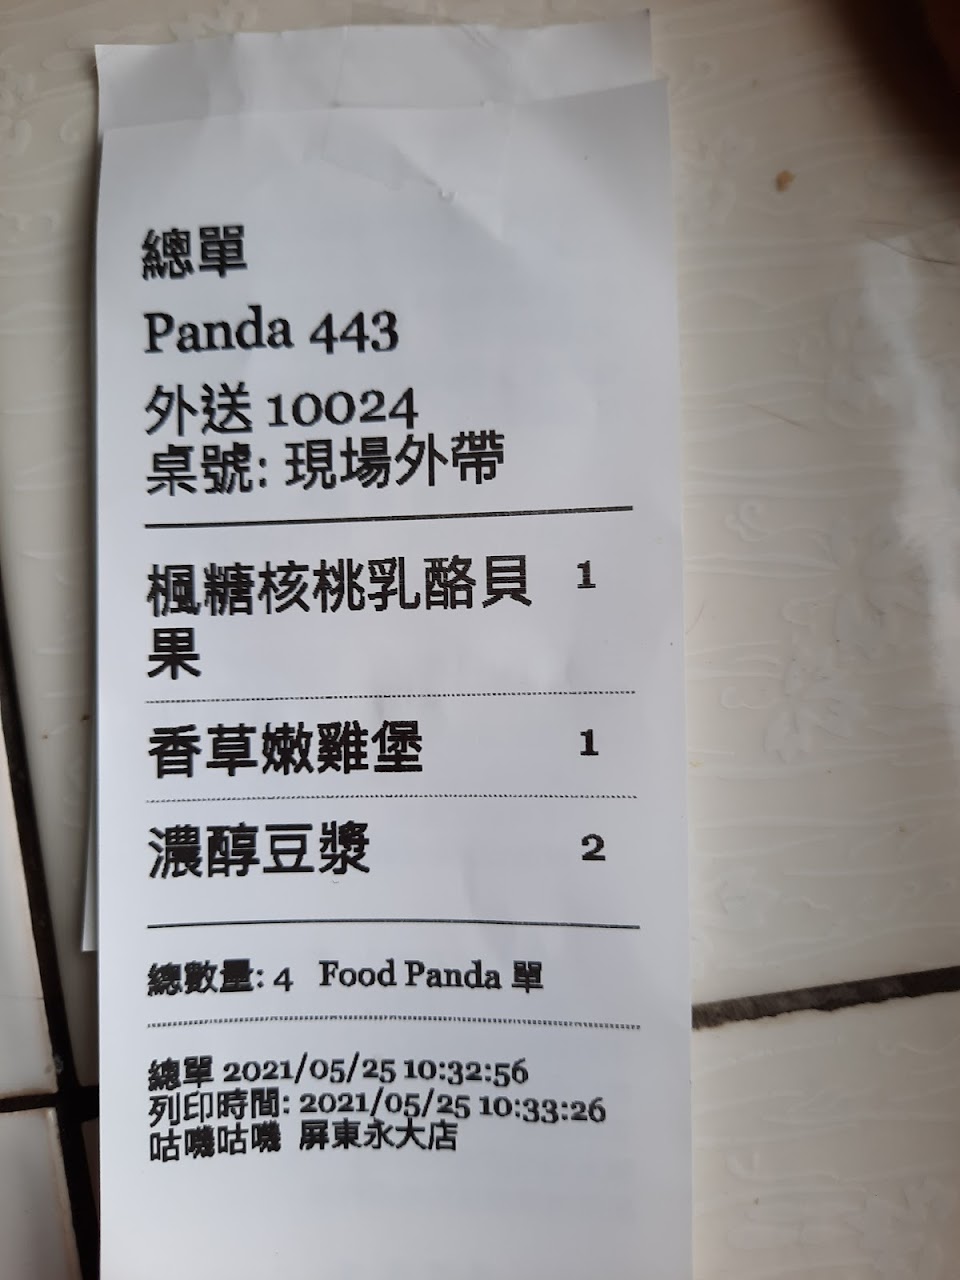 總單
Panda 443
外送 10024
桌號: 現場外帶
楓糖核桃乳酪貝 1
果
香草嫩雞堡 1
濃醇豆漿 2
總數量: 4 Food Panda 單
總單 2021/05/25 10:32:56
列印時間: 2021/05/25 10:33:26
咕嘰咕嘰 屏東永大店